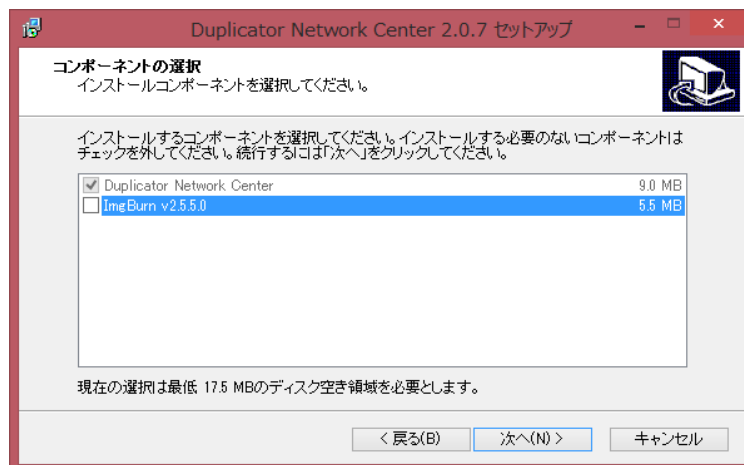 Duplicator Network Center 2.0.7 セットアップ
コンポーネントの選択
インストールコンポーネントを選択してください。
インストールするコンポーネントを選択してください。インストールする必要のないコンポーネントは
チェックを外してください。続行するには「次へ」をクリックしてください。
Duplicator Network Center 9.0 MB
ImgBurn v2.5.5.0 5.5 MB
現在の選択は最低 17.5 MBのディスク空き領域を必要とします。
< 戻る(B) 次へ(N) > キャンセル